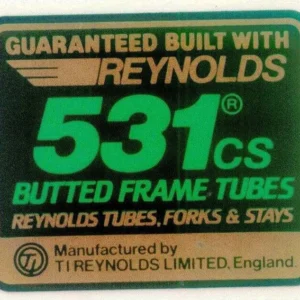 GUARANTEED BUILT WITH
REYNOLDS
531® CS
BUTTED FRAME TUBES
REYNOLDS TUBES, FORKS & STAYS
TI Manufactured by
TI REYNOLDS LIMITED, England.